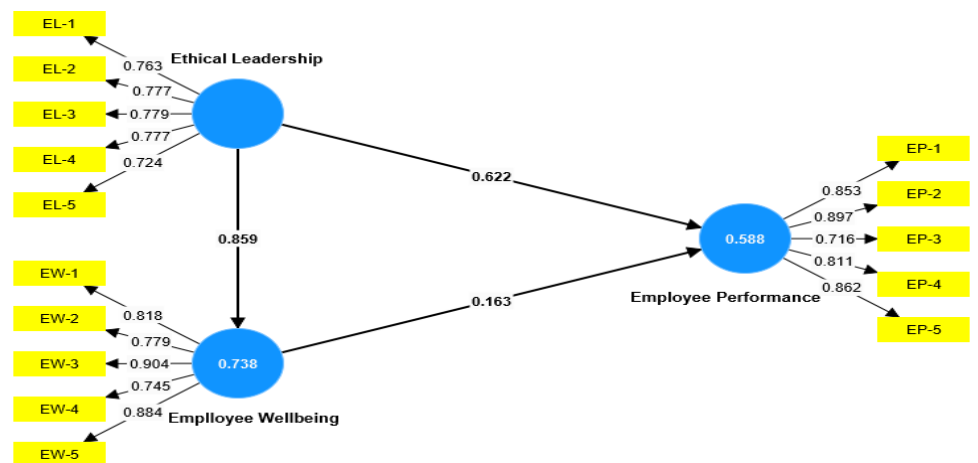 EL-1
EL-2
EL-3
EL-4
EL-5
0.763
0.777
0.779
0.777
0.724
Ethical Leadership
0.622
0.859
0.163
EW-1
EW-2
EW-3
EW-4
EW-5
0.818
0.779
0.904
0.745
0.884
0.738
Emplloyee Wellbeing
0.588
Employee Performance
0.853
0.897
0.716
0.811
0.862
EP-1
EP-2
EP-3
EP-4
EP-5